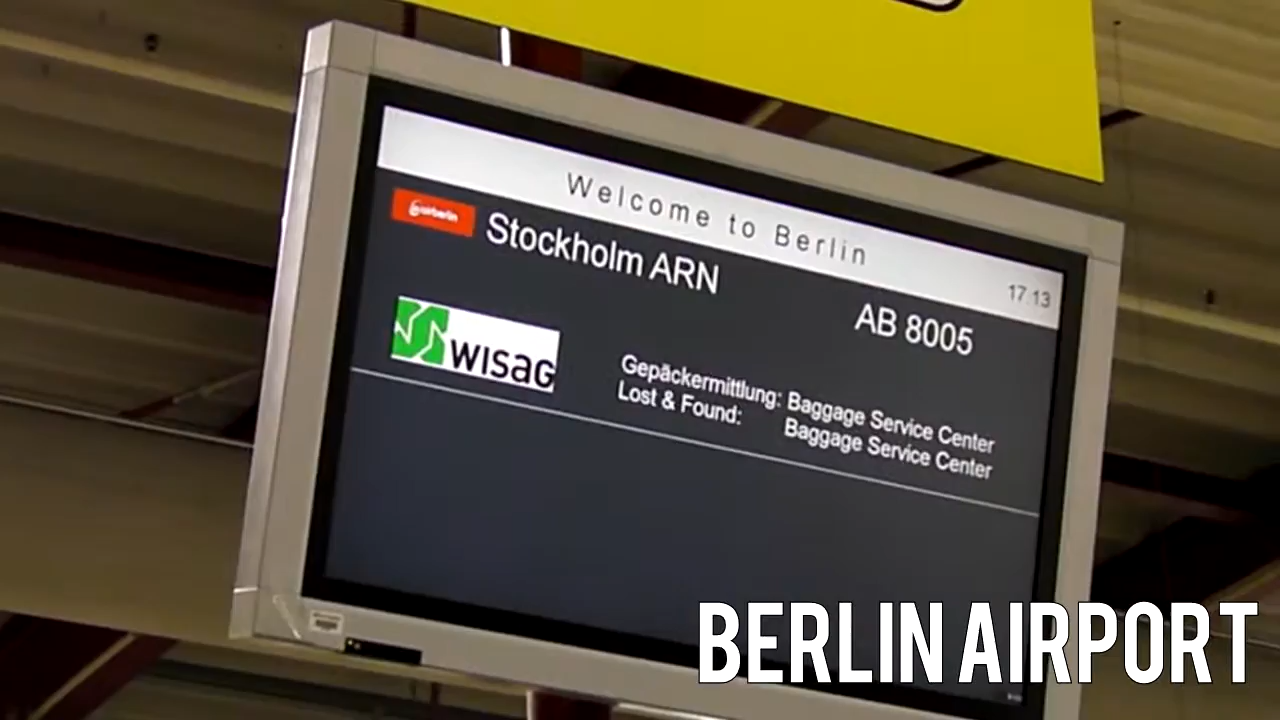 Welcome to Berlin
17:13
airberlin
Stockholm ARN
AB 8005
WISAG
Gepäckermittlung: Baggage Service Center
Lost & Found: Baggage Service Center
BERLIN AIRPORT